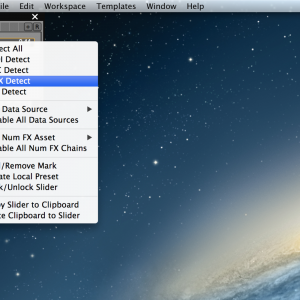 File Edit Workspace Templates Window Help
ect All
Detect
Detect
X Detect
Detect
Data Source
able All Data Sources
Num FX Asset
able All Num FX Chains
/Remove Mark
ate Local Preset
k/Unlock Slider
y Slider to Clipboard
te Clipboard to Slider